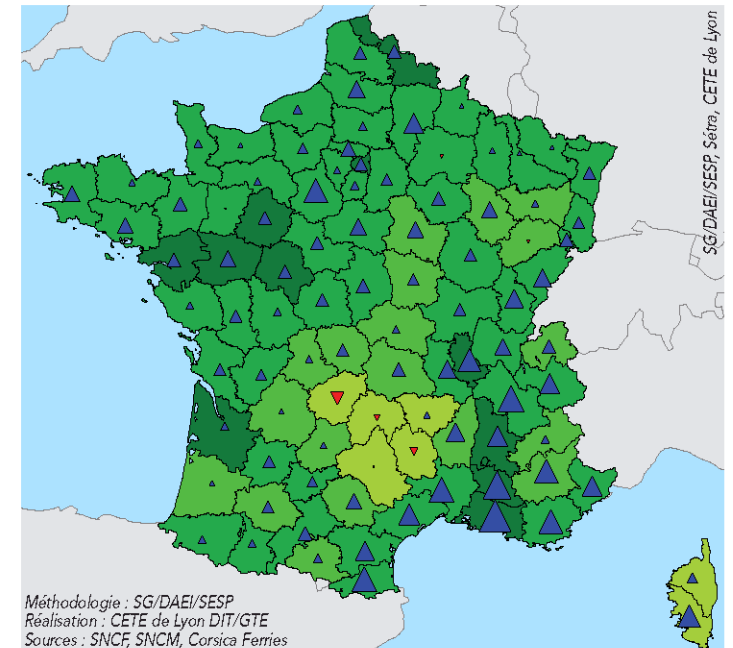 SG/DAEI/SESP, Sétra, CETE de Lyon
Méthodologie : SG/DAEI/SESP
Réalisation : CETE de Lyon DIT/GTE
Sources : SNCF, SNCM, Corsica Ferries